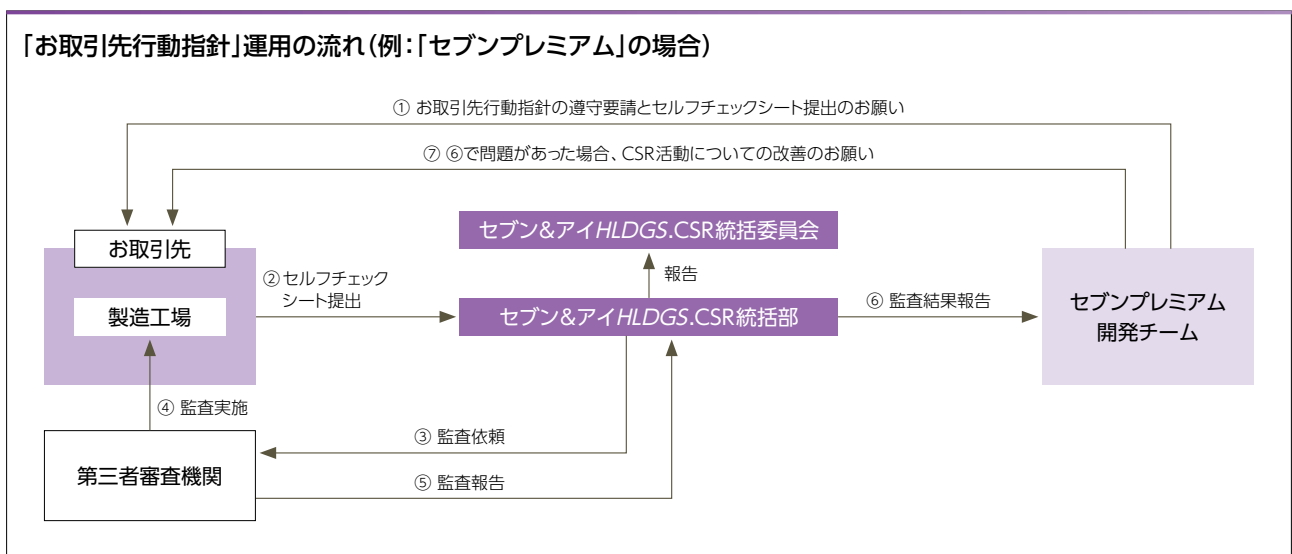 「お取引先行動指針」運用の流れ（例：「セブンプレミアム」の場合）
① お取引先行動指針の遵守要請とセルフチェックシート提出のお願い
⑦ ⑥で問題があった場合、CSR活動についての改善のお願い
お取引先
製造工場
② セルフチェック
シート提出
セブン&アイHLDGS.CSR統括委員会
報告
セブン&アイHLDGS.CSR統括部
⑥ 監査結果報告
セブンプレミアム
開発チーム
④ 監査実施
③ 監査依頼
第三者審査機関
⑤ 監査報告